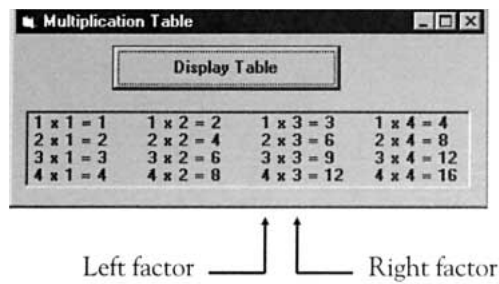 Multiplication Table
Display Table
1 x 1 = 1 1 x 2 = 2 1 x 3 = 3 1 x 4 = 4
2 x 1 = 2 2 x 2 = 4 2 x 3 = 6 2 x 4 = 8
3 x 1 = 3 3 x 2 = 6 3 x 3 = 9 3 x 4 = 12
4 x 1 = 4 4 x 2 = 8 4 x 3 = 12 4 x 4 = 16
Left factor Right factor